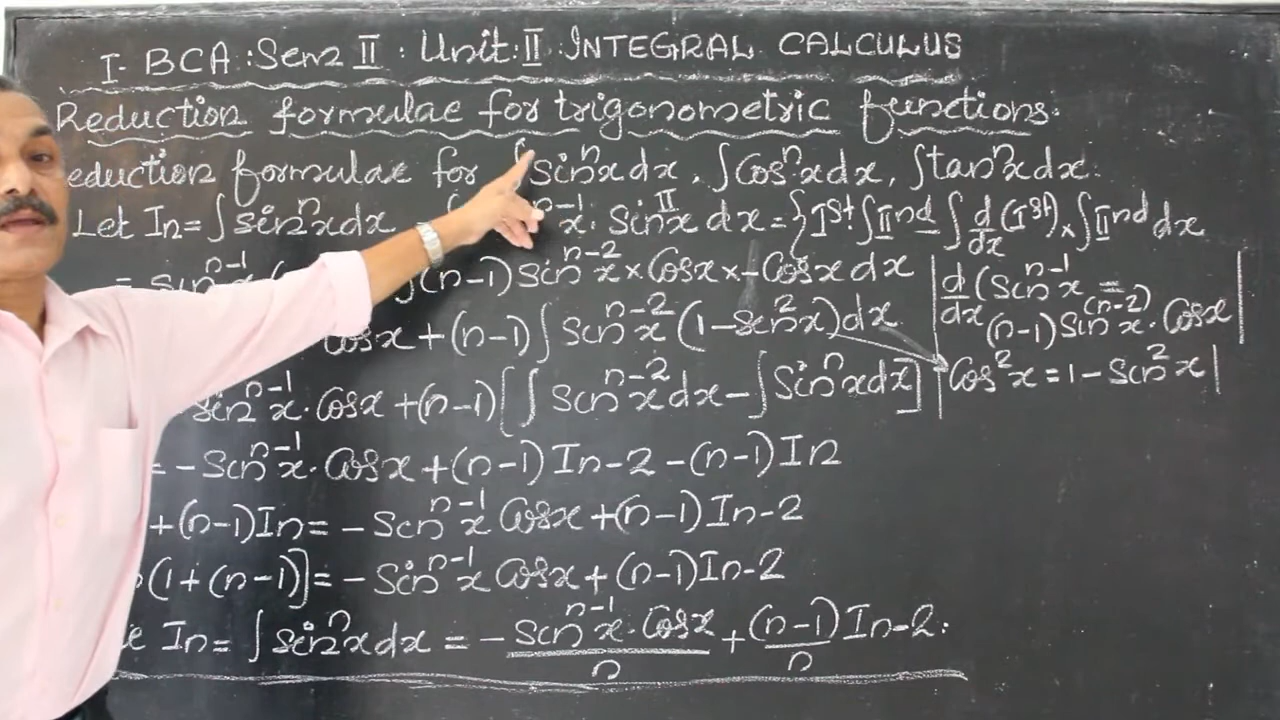 I- BCA: Sem II: Unit: II INTEGRAL CALCULUS
Reduction formulae for trigonometric functions.
eduction formulae for ∫sinⁿx dx, ∫Cosⁿx dx, ∫tanⁿx dx.
Let In = ∫sinⁿx dx = ∫ ⁿ⁻¹x. Sin x dx = {Ist ∫IInd ∫ d/dx (Ist) × ∫IInd dx
= sinⁿ⁻¹ (n-1) Sinⁿ⁻²x × Cosx × -Cosx dx | d/dx (Sinⁿ⁻¹x =
(n-1) Sin⁽ⁿ⁻²⁾x. Cosx |
Cosx + (n-1) ∫ Sinⁿ⁻²x (1-Sin²x) dx
Cos²x = 1 - Sin²x |
sinⁿ⁻¹x. Cosx + (n-1) [∫ Sinⁿ⁻²x dx - ∫Sinⁿx dx]
= -Sinⁿ⁻¹x. Cosx + (n-1) In-2 - (n-1) In
+(n-1) In = - Sinⁿ⁻¹x Cosx + (n-1) In-2
(1+(n-1)] = - Sinⁿ⁻¹x Cosx + (n-1) In-2
In = ∫sinⁿx dx = - Sinⁿ⁻¹x. Cosx / n + (n-1)/n In-2.